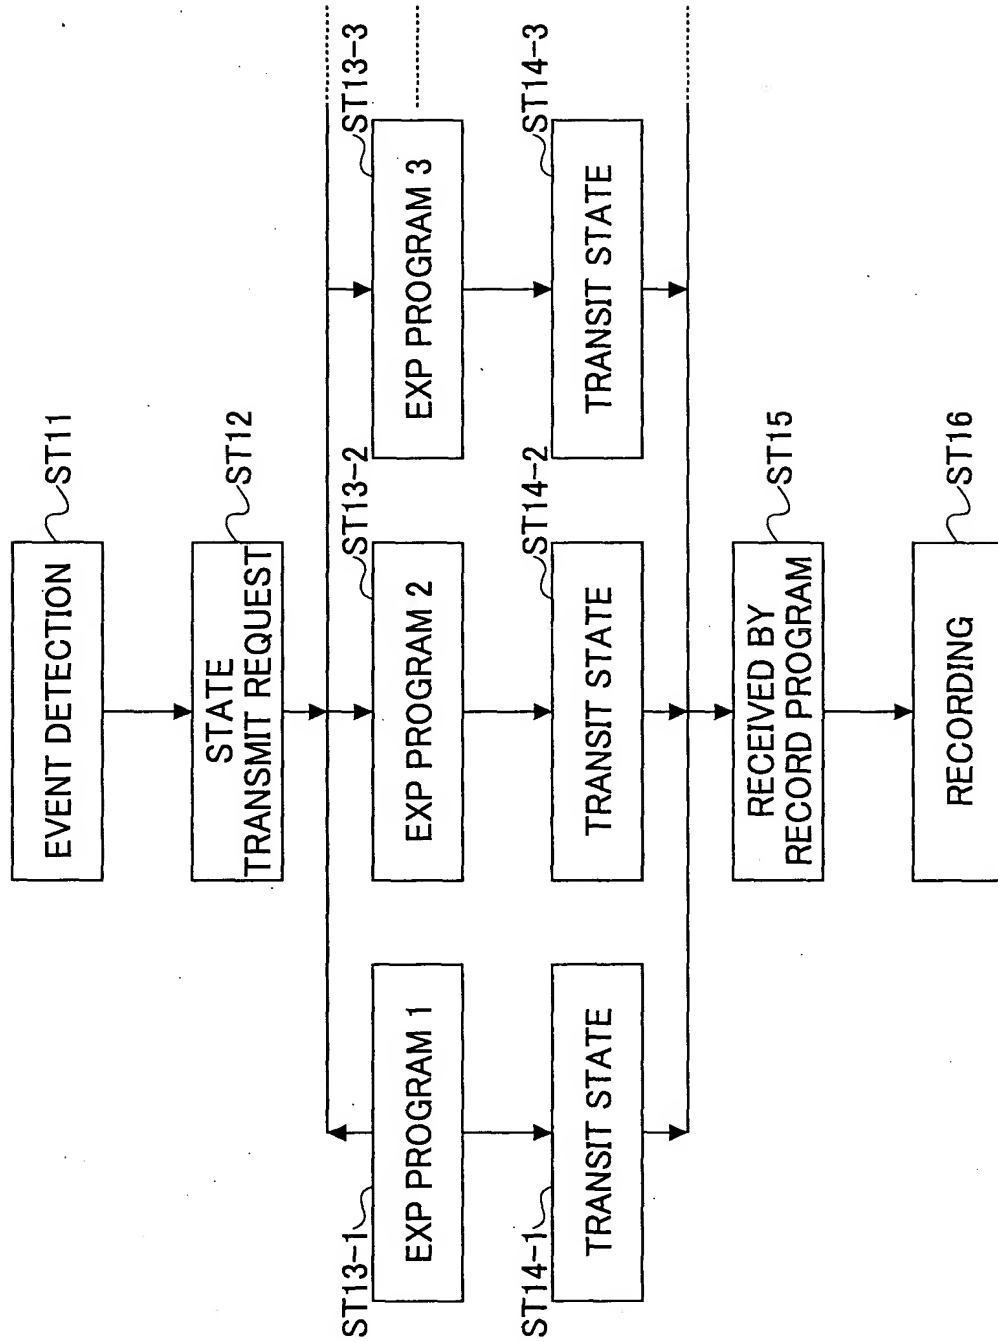 EVENT DETECTION
ST11
STATE
TRANSMIT REQUEST
ST12
EXP PROGRAM 1
ST13-1
EXP PROGRAM 2
ST13-2
EXP PROGRAM 3
ST13-3
TRANSIT STATE
ST14-1
TRANSIT STATE
ST14-2
TRANSIT STATE
ST14-3
RECEIVED BY
RECORD PROGRAM
ST15
RECORDING
ST16